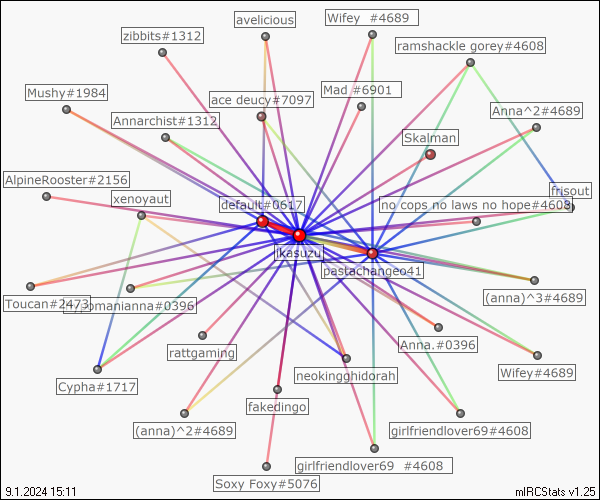 avelicious
Wifey #4689
zibbits#1312
ramshackle gorey#4608
Mushy#1984
ace deucy#7097
Mad #6901
Annarchist#1312
Anna^2#4689
Skalman
AlpineRooster#2156
xenoyaut
default#0617
no cops no laws no hope#4608
frisout
ikasuzu
pastachangeo41
Toucan#2473
omanianna#0396
(anna)^3#4689
rattgaming
Anna.#0396
neokingghidorah
Wifey#4689
Cypha#1717
fakedingo
(anna)^2#4689
girlfriendlover69#4608
girlfriendlover69 #4608
Soxy Foxy#5076
9.1.2024 15:11
mIRCStats v1.25